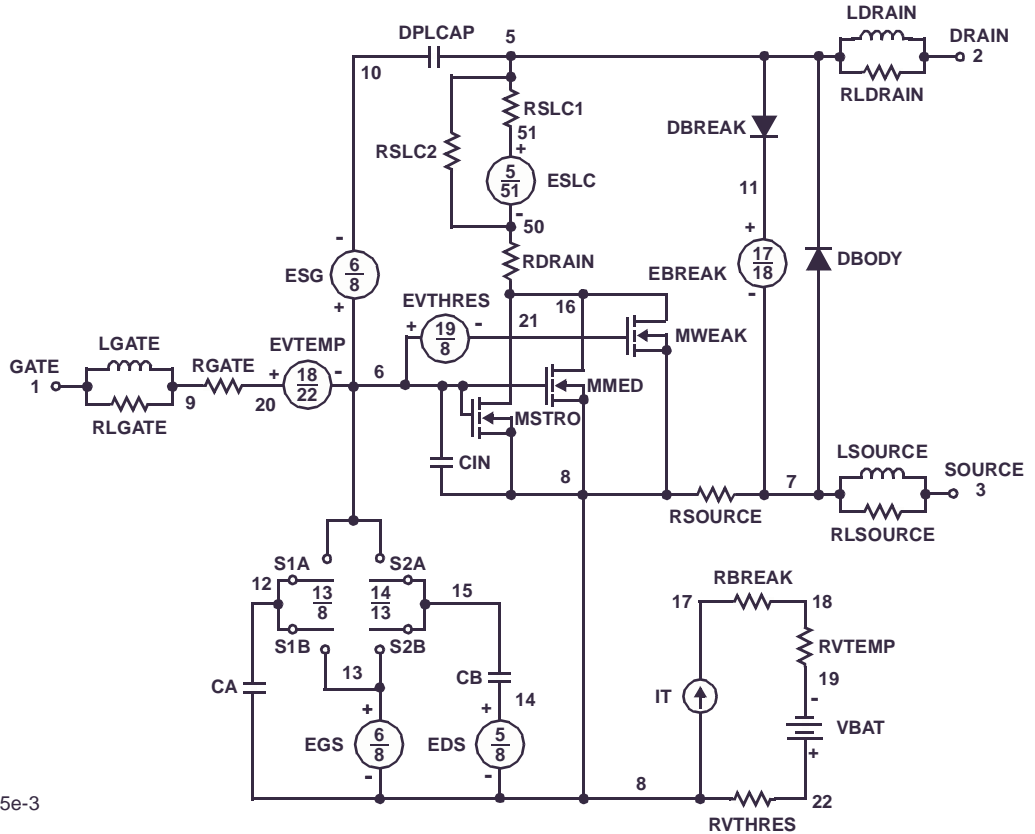 LDRAIN
DPLCAP
5
DRAIN
2
10
RLDRAIN
RSLC1
51
+
DBREAK
RSLC2
5
51
ESLC
-
50
11
+
-
ESG
6
8
+
RDRAIN
EBREAK
17
18
-
DBODY
EVTHRES
16
21
+
19
8
-
MWEAK
LGATE
EVTEMP
GATE
1
RGATE
+
18
22
-
6
MMED
9
20
RLGATE
MSTRO
CIN
8
7
LSOURCE
SOURCE
3
RSOURCE
RLSOURCE
S1A
S2A
12
13
8
14
13
15
RBREAK
17
18
S1B
S2B
RVTEMP
13
19
CA
CB
14
IT
-
VBAT
+
+
+
EGS
6
8
EDS
5
8
-
-
8
22
5e-3
RVTHRES